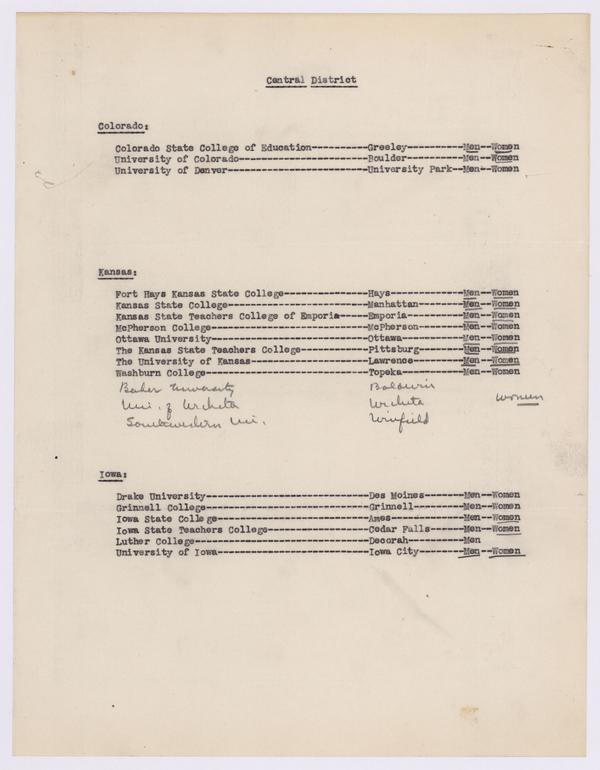 Central District
Colorado:
Colorado State College of Education----------Greeley----------Men--Women
University of Colorado-----------------------Boulder----------Men--Women
University of Denver-------------------------University Park--Men--Women
Kansas:
Fort Hays Kansas State College---------------Hays-------------Men--Women
Kansas State College-------------------------Manhattan--------Men--Women
Kansas State Teachers College of Emporia-----Emporia----------Men--Women
McPherson College----------------------------McPherson--------Men--Women
Ottawa University----------------------------Ottawa-----------Men--Women
The Kansas State Teachers College------------Pittsburg--------Men--Women
The University of Kansas---------------------Lawrence---------Men--Women
Washburn College-----------------------------Topeka-----------Men--Women
Baker University Baldwin
Uni. of Wichita Wichita Women
Southwestern Uni. Winfield
Iowa:
Drake University-----------------------------Des Moines-------Men--Women
Grinnell College-----------------------------Grinnell---------Men--Women
Iowa State College---------------------------Ames-------------Men--Women
Iowa State Teachers College------------------Cedar Falls------Men--Women
Luther College-------------------------------Decorah----------Men
University of Iowa---------------------------Iowa City--------Men--Women